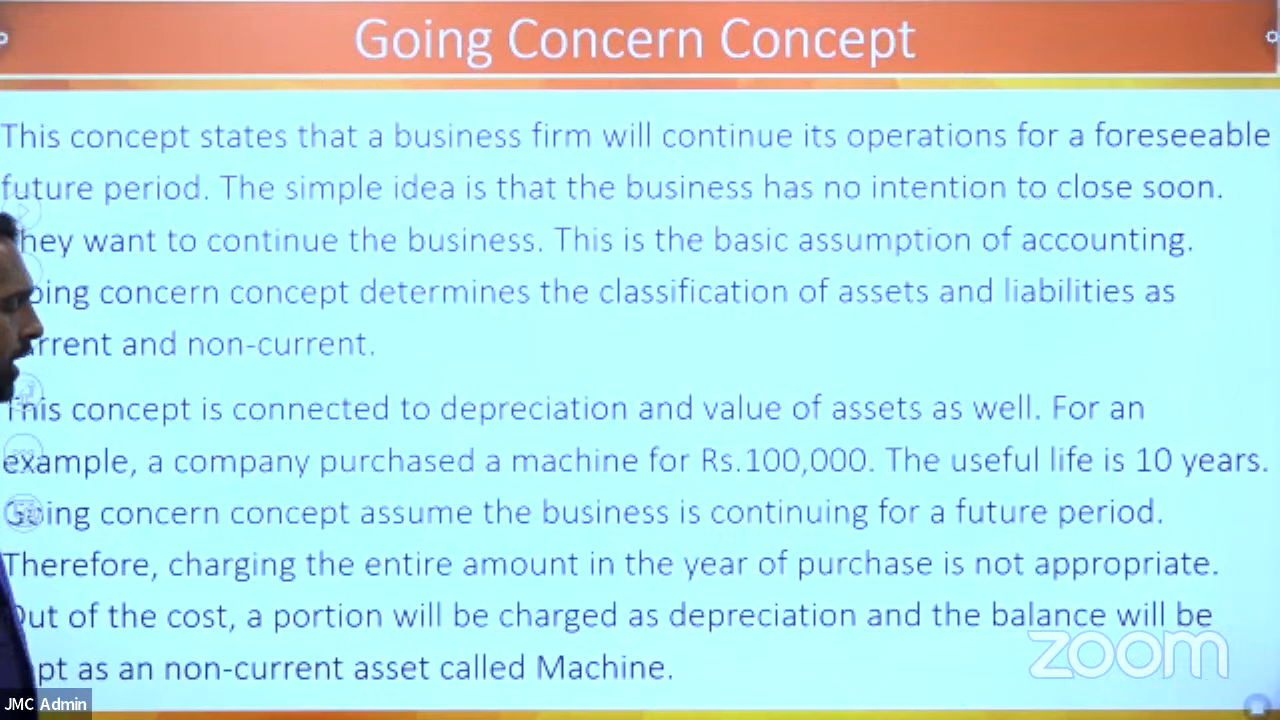 Going Concern Concept
This concept states that a business firm will continue its operations for a foreseeable
future period. The simple idea is that the business has no intention to close soon.
hey want to continue the business. This is the basic assumption of accounting.
oing concern concept determines the classification of assets and liabilities as
rrent and non-current.
This concept is connected to depreciation and value of assets as well. For an
example, a company purchased a machine for Rs.100,000. The useful life is 10 years.
Going concern concept assume the business is continuing for a future period.
Therefore, charging the entire amount in the year of purchase is not appropriate.
Out of the cost, a portion will be charged as depreciation and the balance will be
pt as an non-current asset called Machine.
zoom
JMC Admin